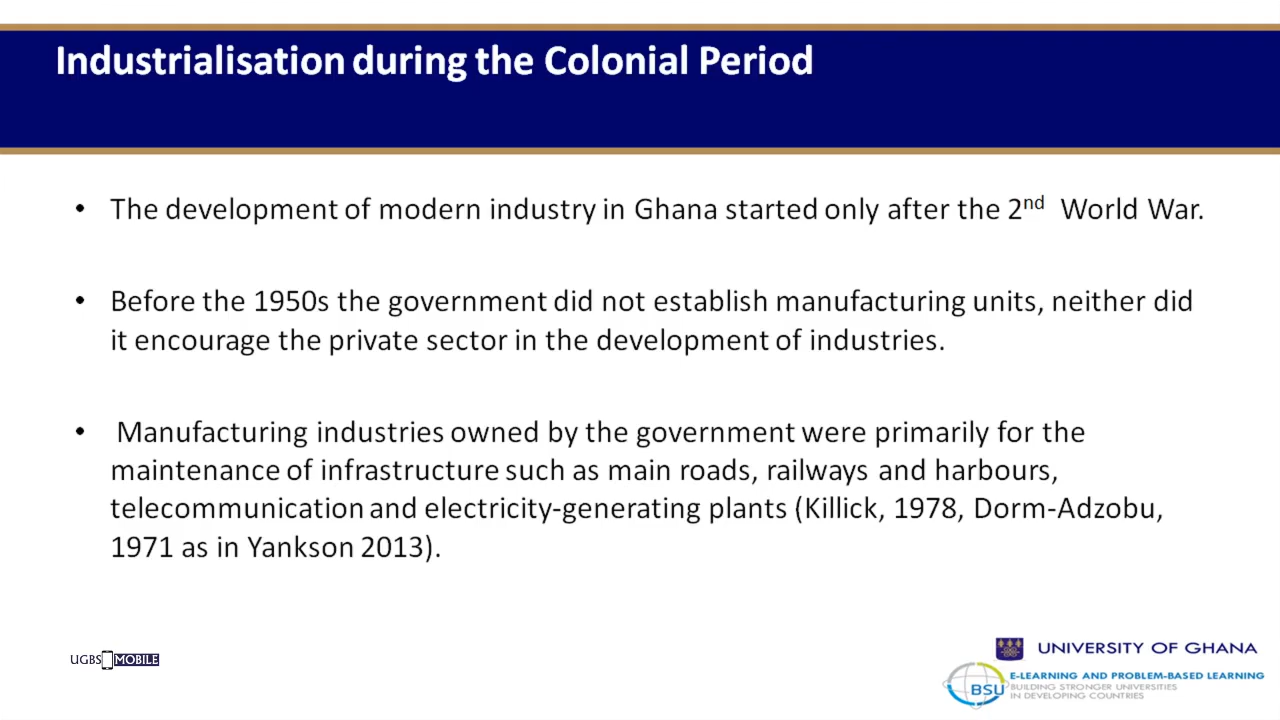 Industrialisation during the Colonial Period
• The development of modern industry in Ghana started only after the 2nd World War.
• Before the 1950s the government did not establish manufacturing units, neither did
it encourage the private sector in the development of industries.
• Manufacturing industries owned by the government were primarily for the
maintenance of infrastructure such as main roads, railways and harbours,
telecommunication and electricity-generating plants (Killick, 1978, Dorm-Adzobu,
1971 as in Yankson 2013).
UGBS MOBILE
UNIVERSITY OF GHANA
BSU
E-LEARNING AND PROBLEM-BASED LEARNING
BUILDING STRONGER UNIVERSITIES
IN DEVELOPING COUNTRIES